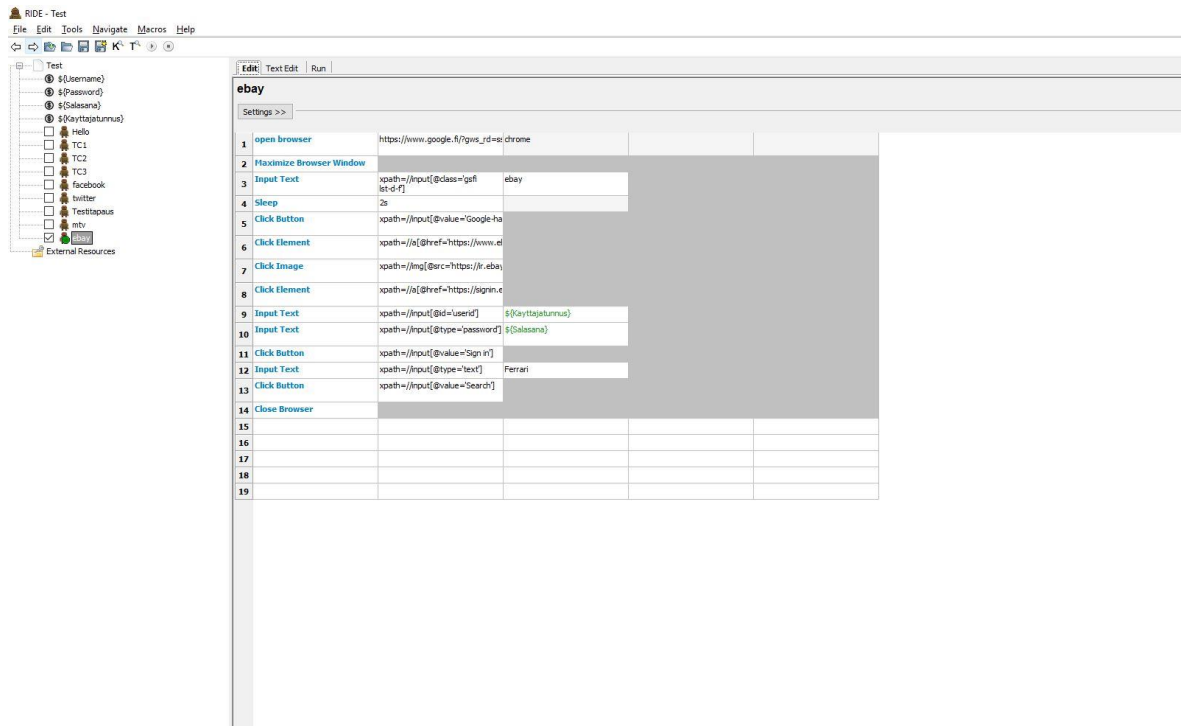 RIDE - Test
File Edit Tools Navigate Macros Help
Test
${Username}
${Password}
${Salasana}
${Kayttajatunnus}
Hello
TC1
TC2
TC3
facebook
twitter
Testitapaus
mtv
ebay
External Resources
Edit Text Edit Run
ebay
Settings >>
1 open browser https://www.google.fi/?gws_rd=ss chrome
2 Maximize Browser Window
3 Input Text xpath=//input[@class='gsfi ebay
lst-d-f']
4 Sleep 2s
5 Click Button xpath=//input[@value='Google-ha
6 Click Element xpath=//a[@href='https://www.el
7 Click Image xpath=//img[@src='https://ir.ebay
8 Click Element xpath=//a[@href='https://signin.e
9 Input Text xpath=//input[@id='userid'] ${Kayttajatunnus}
10 Input Text xpath=//input[@type='password'] ${Salasana}
11 Click Button xpath=//input[@value='Sign in']
12 Input Text xpath=//input[@type='text'] Ferrari
13 Click Button xpath=//input[@value='Search']
14 Close Browser
15
16
17
18
19